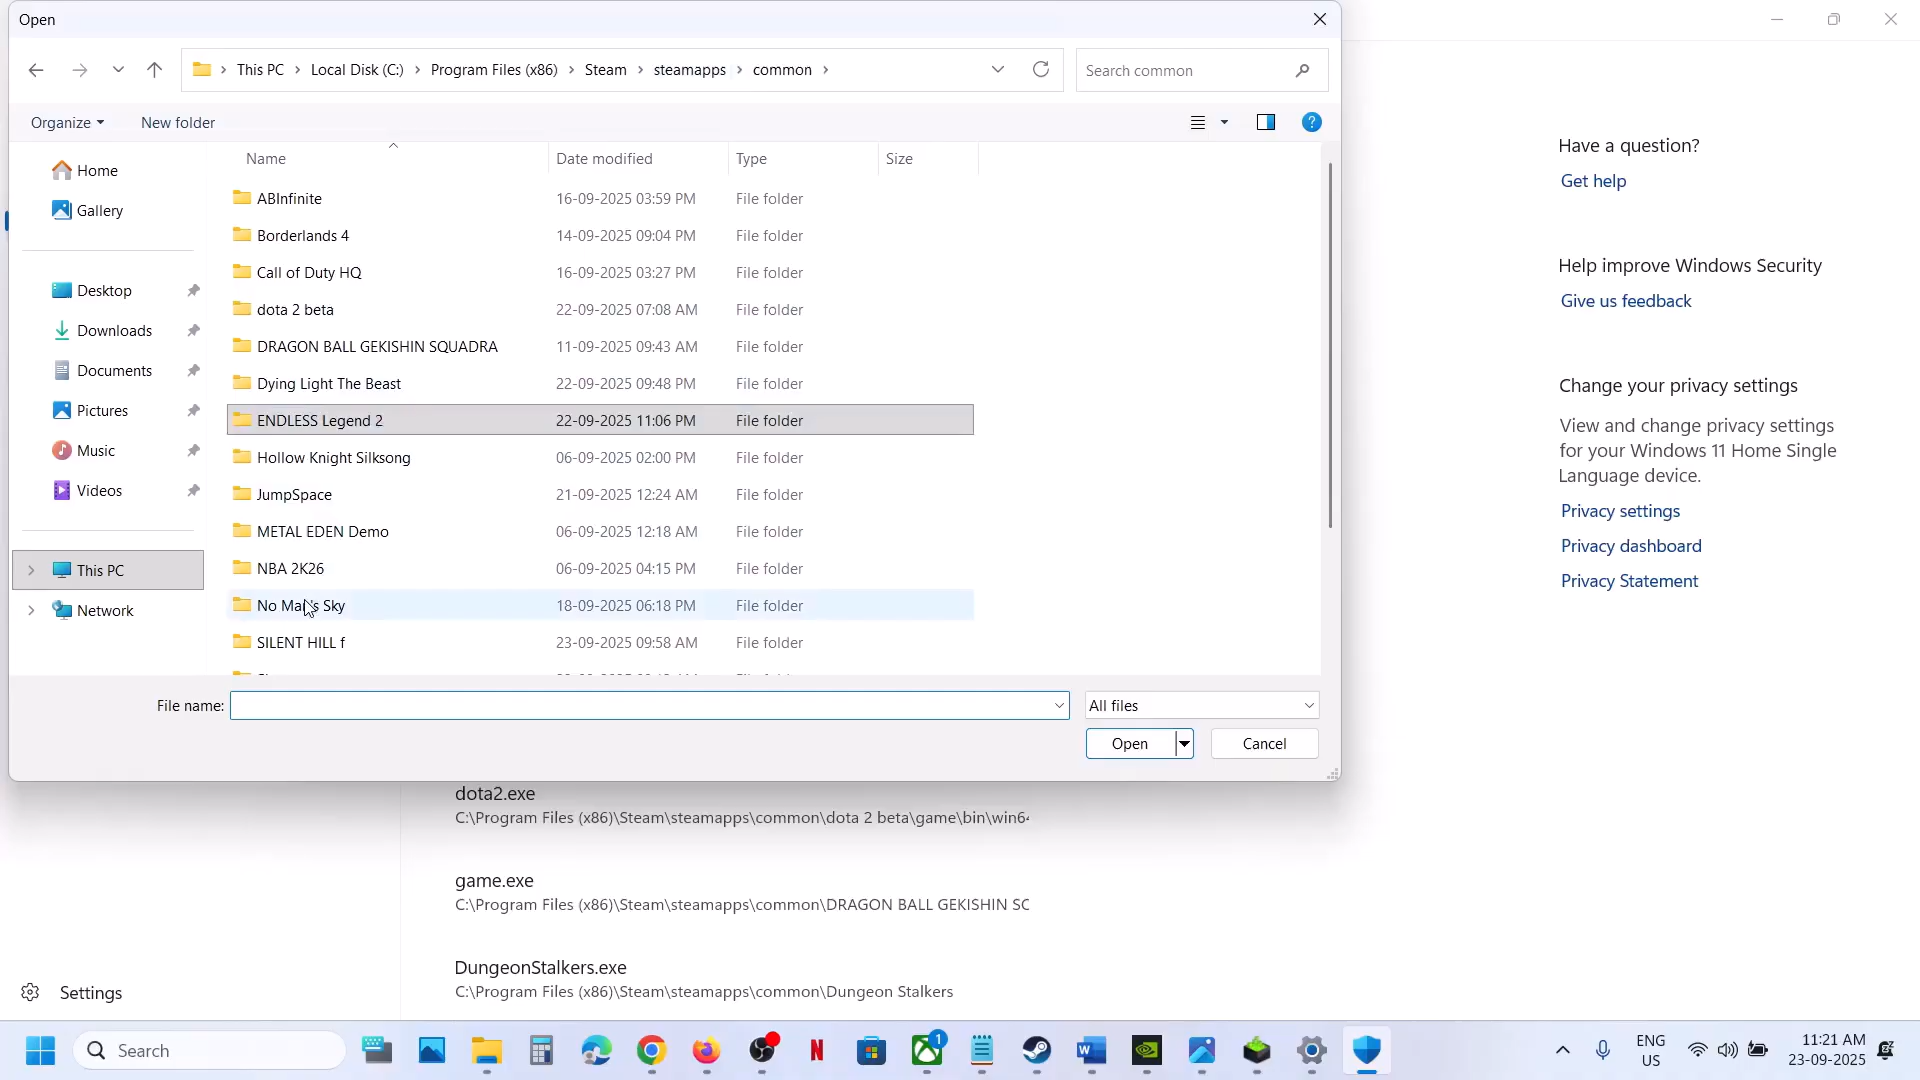 Open
This PC > Local Disk (C:) > Program Files (x86) > Steam > steamapps > common >
Search common
Organize
New folder
Name
Date modified
Type
Size
Home
Gallery
Desktop
Downloads
Documents
Pictures
Music
Videos
This PC
Network
ABInfinite 16-09-2025 03:59 PM File folder
Borderlands 4 14-09-2025 09:04 PM File folder
Call of Duty HQ 16-09-2025 03:27 PM File folder
dota 2 beta 22-09-2025 07:08 AM File folder
DRAGON BALL GEKISHIN SQUADRA 11-09-2025 09:43 AM File folder
Dying Light The Beast 22-09-2025 09:48 PM File folder
ENDLESS Legend 2 22-09-2025 11:06 PM File folder
Hollow Knight Silksong 06-09-2025 02:00 PM File folder
JumpSpace 21-09-2025 12:24 AM File folder
METAL EDEN Demo 06-09-2025 12:18 AM File folder
NBA 2K26 06-09-2025 04:15 PM File folder
No Man's Sky 18-09-2025 06:18 PM File folder
SILENT HILL f 23-09-2025 09:58 AM File folder
File name:
All files
Open
Cancel
dota2.exe
C:\Program Files (x86)\Steam\steamapps\common\dota 2 beta\game\bin\win64
game.exe
C:\Program Files (x86)\Steam\steamapps\common\DRAGON BALL GEKISHIN SC
DungeonStalkers.exe
C:\Program Files (x86)\Steam\steamapps\common\Dungeon Stalkers
Settings
Have a question?
Get help
Help improve Windows Security
Give us feedback
Change your privacy settings
View and change privacy settings
for your Windows 11 Home Single
Language device.
Privacy settings
Privacy dashboard
Privacy Statement
Search
1
ENG
US
11:21 AM
23-09-2025